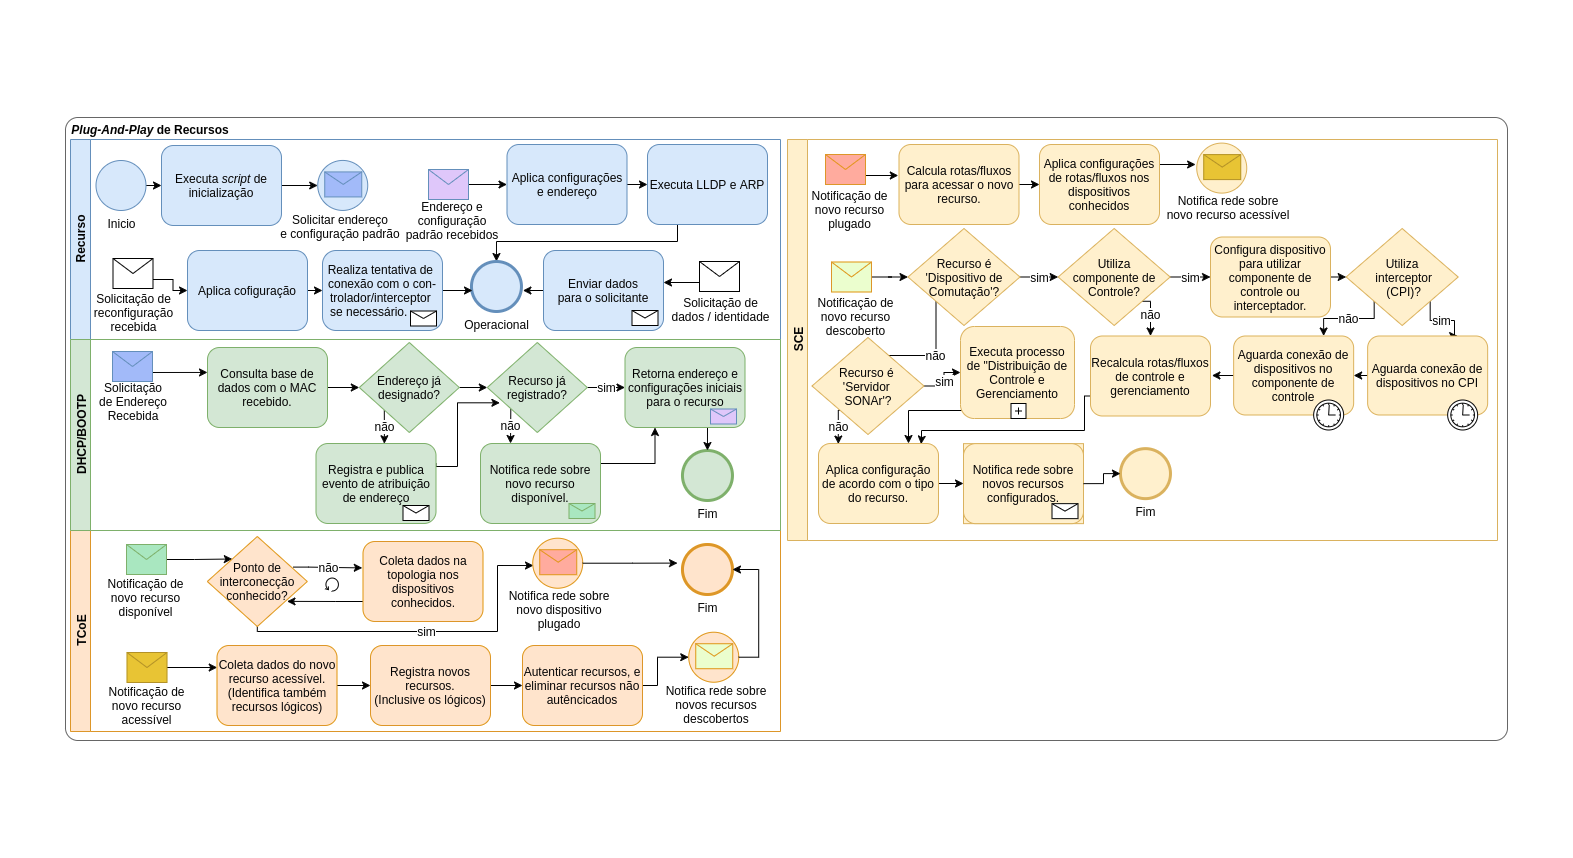 Plug-And-Play de Recursos
Recurso
Inicio
Executa script de
inicialização
Solicitar endereço
e configuração padrão
Endereço e
configuração
padrão recebidos
Aplica configurações
e endereço
Executa LLDP e ARP
Solicitação de
reconfiguração
recebida
Aplica cofiguração
Realiza tentativa de
conexão com o con-
trolador/interceptor
se necessário.
Operacional
Enviar dados
para o solicitante
Solicitação de
dados / identidade
DHCP/BOOTP
Solicitação
de Endereço
Recebida
Consulta base de
dados com o MAC
recebido.
Endereço já
designado?
não
Registra e publica
evento de atribuição
de endereço
Recurso já
registrado?
não
sim
Notifica rede sobre
novo recurso
disponível.
Retorna endereço e
configurações iniciais
para o recurso
Fim
TCoE
Notificação de
novo recurso
disponível
Ponto de
interconecção
conhecido?
não
sim
Coleta dados na
topologia nos
dispositivos
conhecidos.
Notifica rede sobre
novo dispositivo
plugado
Fim
Notificação de
novo recurso
acessível
Coleta dados do novo
recurso acessível.
(Identifica também
recursos lógicos)
Registra novos
recursos.
(Inclusive os lógicos)
Autenticar recursos, e
eliminar recursos não
autêncicados
Notifica rede sobre
novos recursos
descobertos
SCE
Notificação de
novo recurso
plugado
Calcula rotas/fluxos
para acessar o novo
recurso.
Aplica configurações
de rotas/fluxos nos
dispositivos
conhecidos
Notifica rede sobre
novo recurso acessível
Notificação de
novo recurso
descoberto
Recurso é
'Dispositivo de
Comutação'?
sim
não
Utiliza
componente de
Controle?
sim
não
Configura dispositivo
para utilizar
componente de
controle ou
interceptador.
Utiliza
interceptor
(CPI)?
não
sim
Recurso é
'Servidor
SONAr'?
sim
não
Executa processo
de "Distribuição de
Controle e
Gerenciamento
Recalcula rotas/fluxos
de controle e
gerenciamento
Aguarda conexão de
dispositivos no
componente de
controle
Aguarda conexão de
dispositivos no CPI
Aplica configuração
de acordo com o tipo
do recurso.
Notifica rede sobre
novos recursos
configurados.
Fim